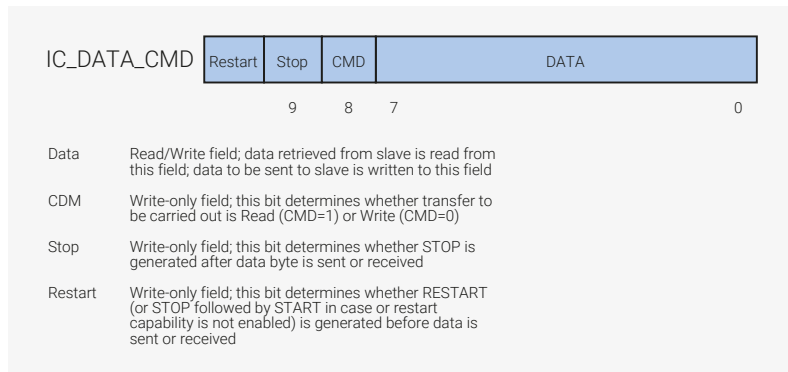 IC_DATA_CMD Restart Stop CMD DATA
9 8 7 0
Data Read/Write field; data retrieved from slave is read from
this field; data to be sent to slave is written to this field
CDM Write-only field; this bit determines whether transfer to
be carried out is Read (CMD=1) or Write (CMD=0)
Stop Write-only field; this bit determines whether STOP is
generated after data byte is sent or received
Restart Write-only field; this bit determines whether RESTART
(or STOP followed by START in case or restart
capability is not enabled) is generated before data is
sent or received